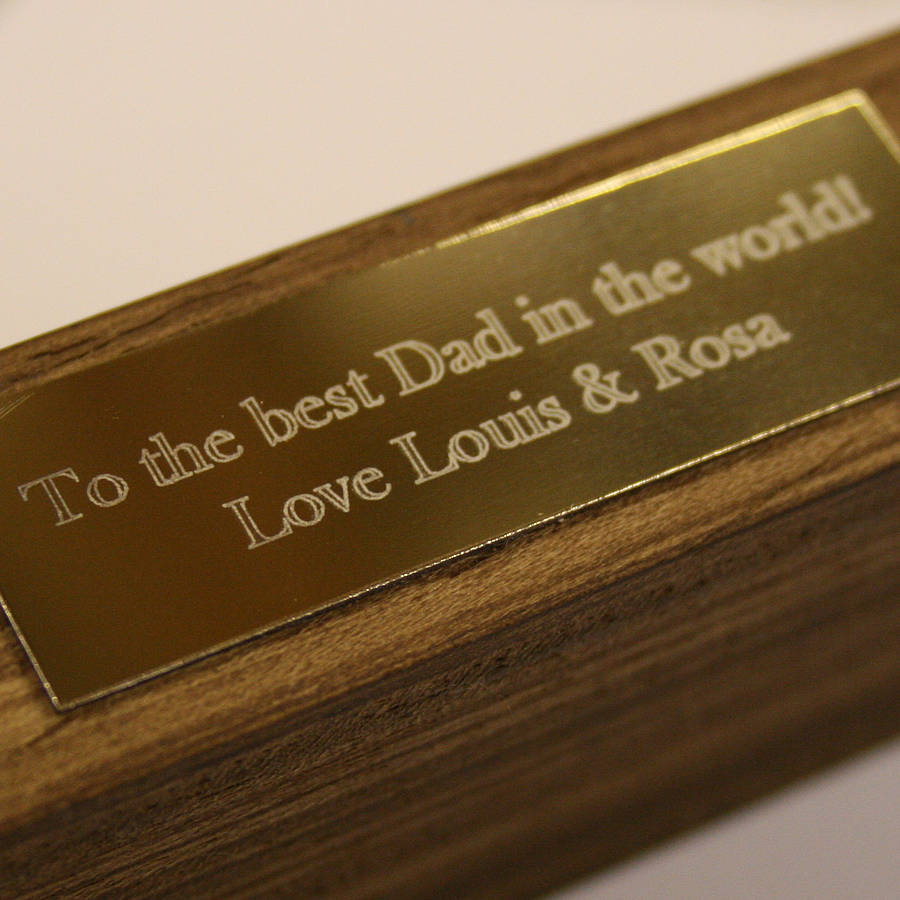 To the best Dad in the world!
Love Louis & Rosa